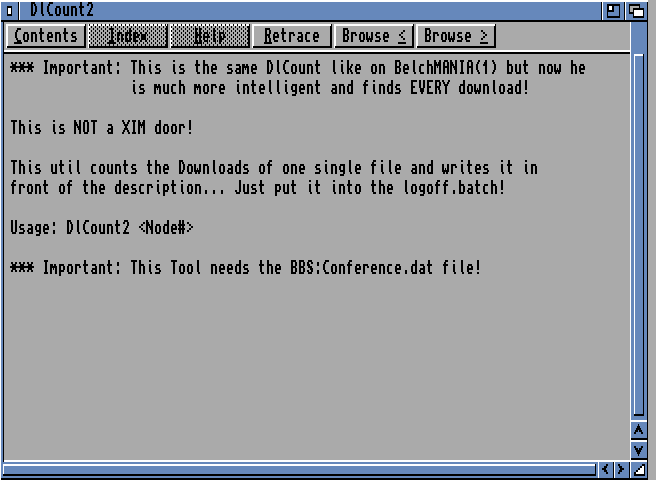 DlCount2
Contents Index Help Retrace Browse < Browse >
*** Important: This is the same DlCount like on BelchMANIA(1) but now he
is much more intelligent and finds EVERY download!
This is NOT a XIM door!
This util counts the Downloads of one single file and writes it in
front of the description... Just put it into the logoff.batch!
Usage: DlCount2 <Node#>
*** Important: This Tool needs the BBS:Conference.dat file!